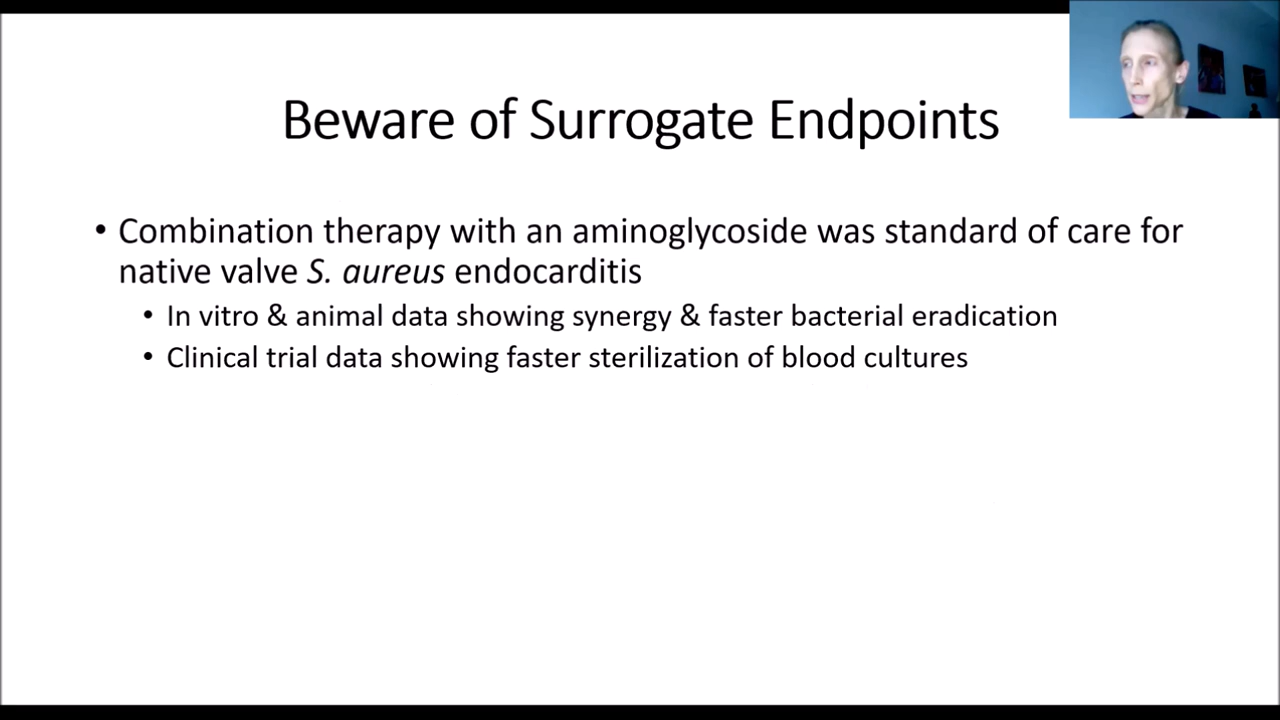 Beware of Surrogate Endpoints
• Combination therapy with an aminoglycoside was standard of care for
native valve S. aureus endocarditis
• In vitro & animal data showing synergy & faster bacterial eradication
• Clinical trial data showing faster sterilization of blood cultures